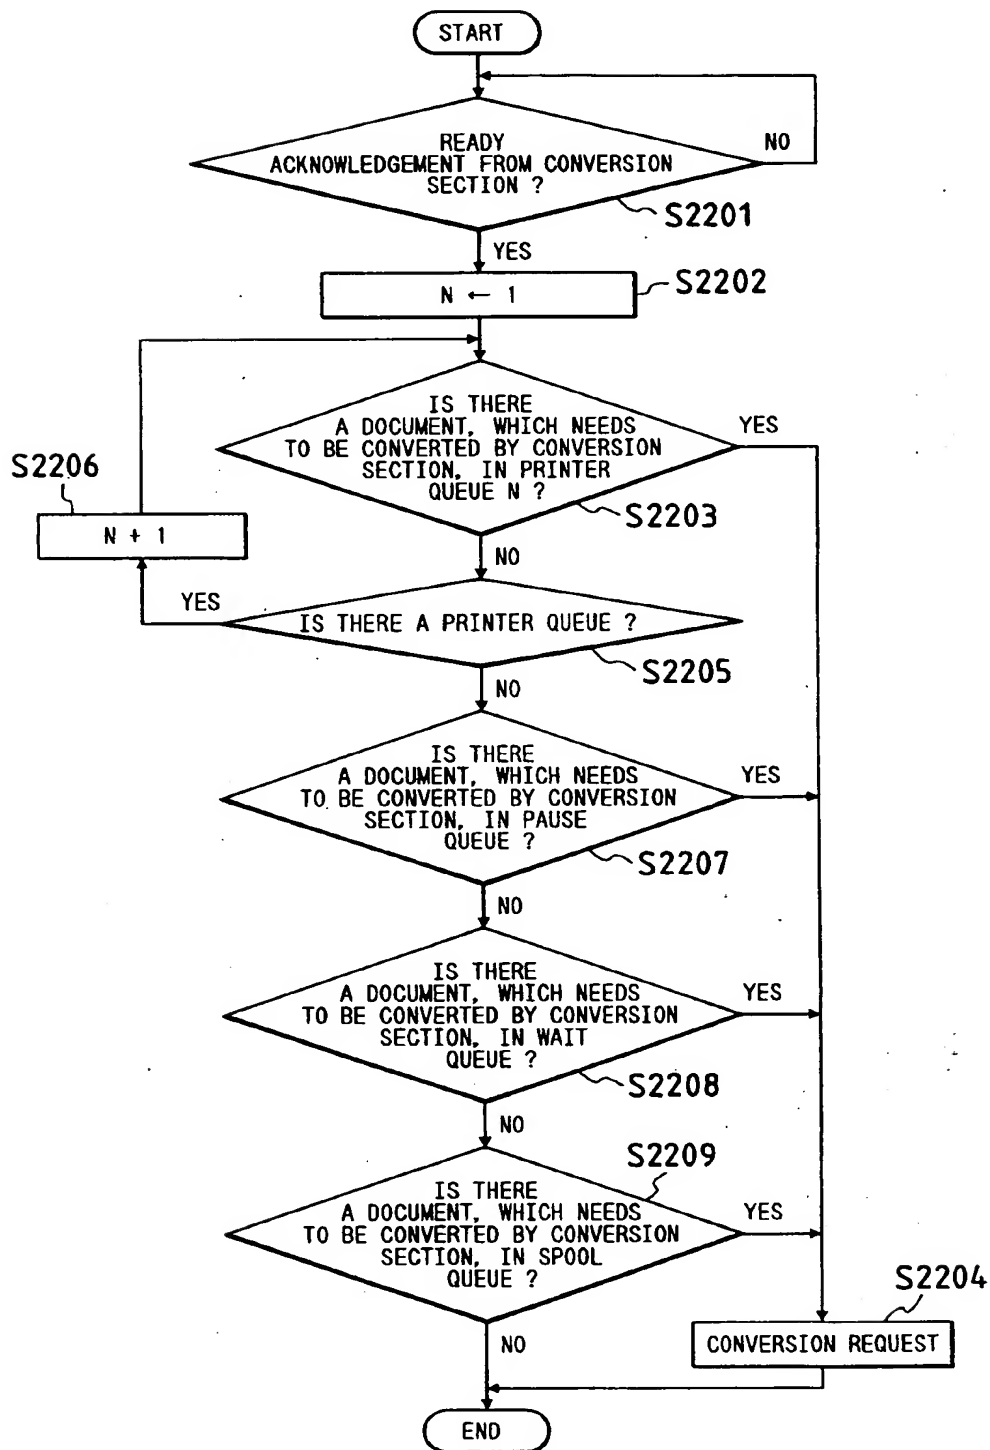 START
READY
ACKNOWLEDGEMENT FROM CONVERSION
SECTION ?
NO
S2201
YES
N ← 1
S2202
IS THERE
A DOCUMENT, WHICH NEEDS
TO BE CONVERTED BY CONVERSION
SECTION, IN PRINTER
QUEUE N ?
YES
S2203
S2206
N + 1
NO
YES
IS THERE A PRINTER QUEUE ?
S2205
NO
IS THERE
A DOCUMENT, WHICH NEEDS
TO BE CONVERTED BY CONVERSION
SECTION, IN PAUSE
QUEUE ?
YES
S2207
NO
IS THERE
A DOCUMENT, WHICH NEEDS
TO BE CONVERTED BY CONVERSION
SECTION, IN WAIT
QUEUE ?
YES
S2208
NO
S2209
IS THERE
A DOCUMENT, WHICH NEEDS
TO BE CONVERTED BY CONVERSION
SECTION, IN SPOOL
QUEUE ?
YES
S2204
NO
CONVERSION REQUEST
END